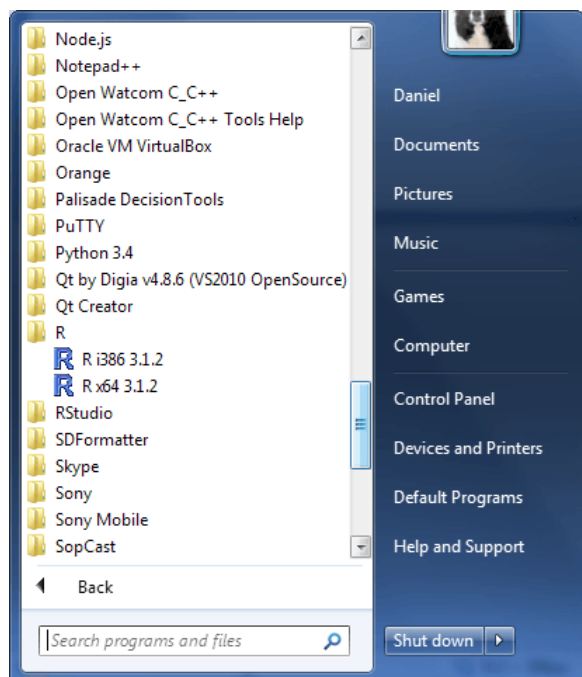 Node.js
Notepad++
Open Watcom C_C++
Open Watcom C_C++ Tools Help
Oracle VM VirtualBox
Orange
Palisade DecisionTools
PuTTY
Python 3.4
Qt by Digia v4.8.6 (VS2010 OpenSource)
Qt Creator
R
R i386 3.1.2
R x64 3.1.2
RStudio
SDFormatter
Skype
Sony
Sony Mobile
SopCast
Back
Search programs and files
Daniel
Documents
Pictures
Music
Games
Computer
Control Panel
Devices and Printers
Default Programs
Help and Support
Shut down